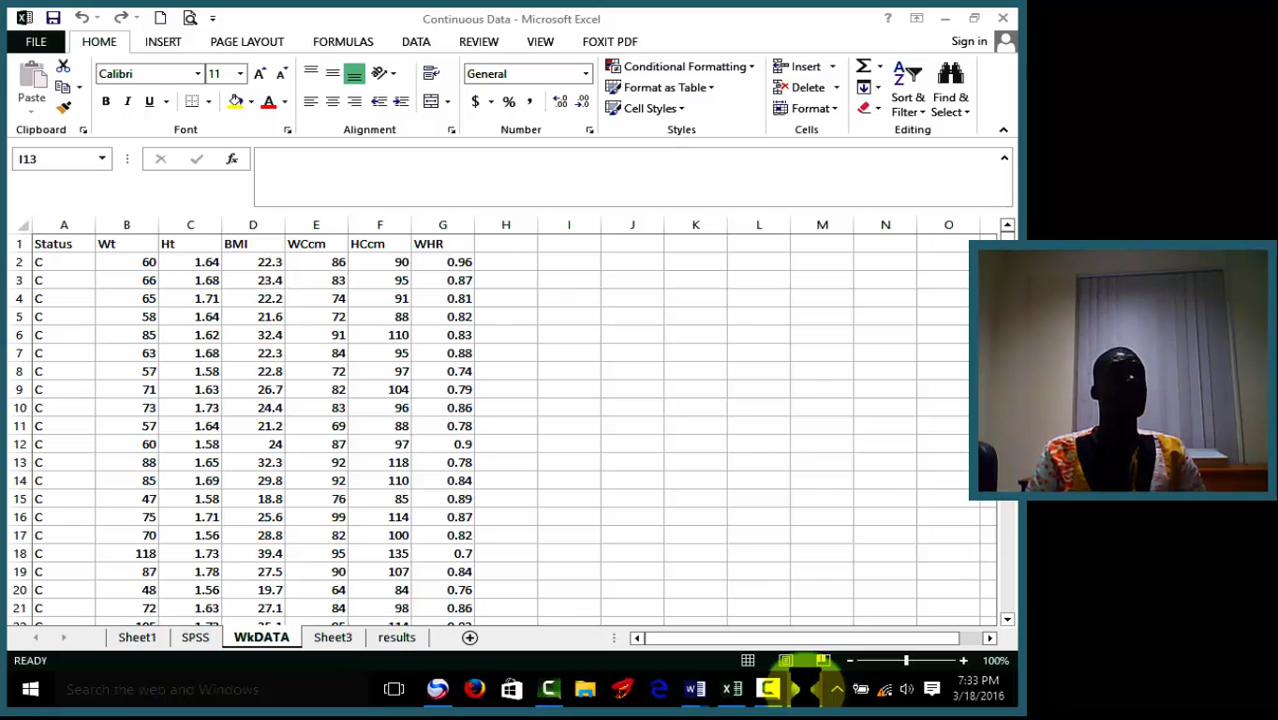 Continuous Data - Microsoft Excel ?
FILE HOME INSERT PAGE LAYOUT FORMULAS DATA REVIEW VIEW FOXIT PDF Sign in
Paste Calibri 11 A A General Conditional Formatting Insert Σ A Z
B I U A $ % , Format as Table Delete Sort & Filter Find & Select
Cell Styles Format
Clipboard Font Alignment Number Styles Cells Editing
I13 fx
A B C D E F G H I J K L M N O
1 Status Wt Ht BMI WCcm HCcm WHR
2 C 60 1.64 22.3 86 90 0.96
3 C 66 1.68 23.4 83 95 0.87
4 C 65 1.71 22.2 74 91 0.81
5 C 58 1.64 21.6 72 88 0.82
6 C 85 1.62 32.4 91 110 0.83
7 C 63 1.68 22.3 84 95 0.88
8 C 57 1.58 22.8 72 97 0.74
9 C 71 1.63 26.7 82 104 0.79
10 C 73 1.73 24.4 83 96 0.86
11 C 57 1.64 21.2 69 88 0.78
12 C 60 1.58 24 87 97 0.9
13 C 88 1.65 32.3 92 118 0.78
14 C 85 1.69 29.8 92 110 0.84
15 C 47 1.58 18.8 76 85 0.89
16 C 75 1.71 25.6 99 114 0.87
17 C 70 1.56 28.8 82 100 0.82
18 C 118 1.73 39.4 95 135 0.7
19 C 87 1.78 27.5 90 107 0.84
20 C 48 1.56 19.7 64 84 0.76
21 C 72 1.63 27.1 84 98 0.86
Sheet1 SPSS WkDATA Sheet3 results
READY 100%
Search the web and Windows 7:33 PM
3/18/2016